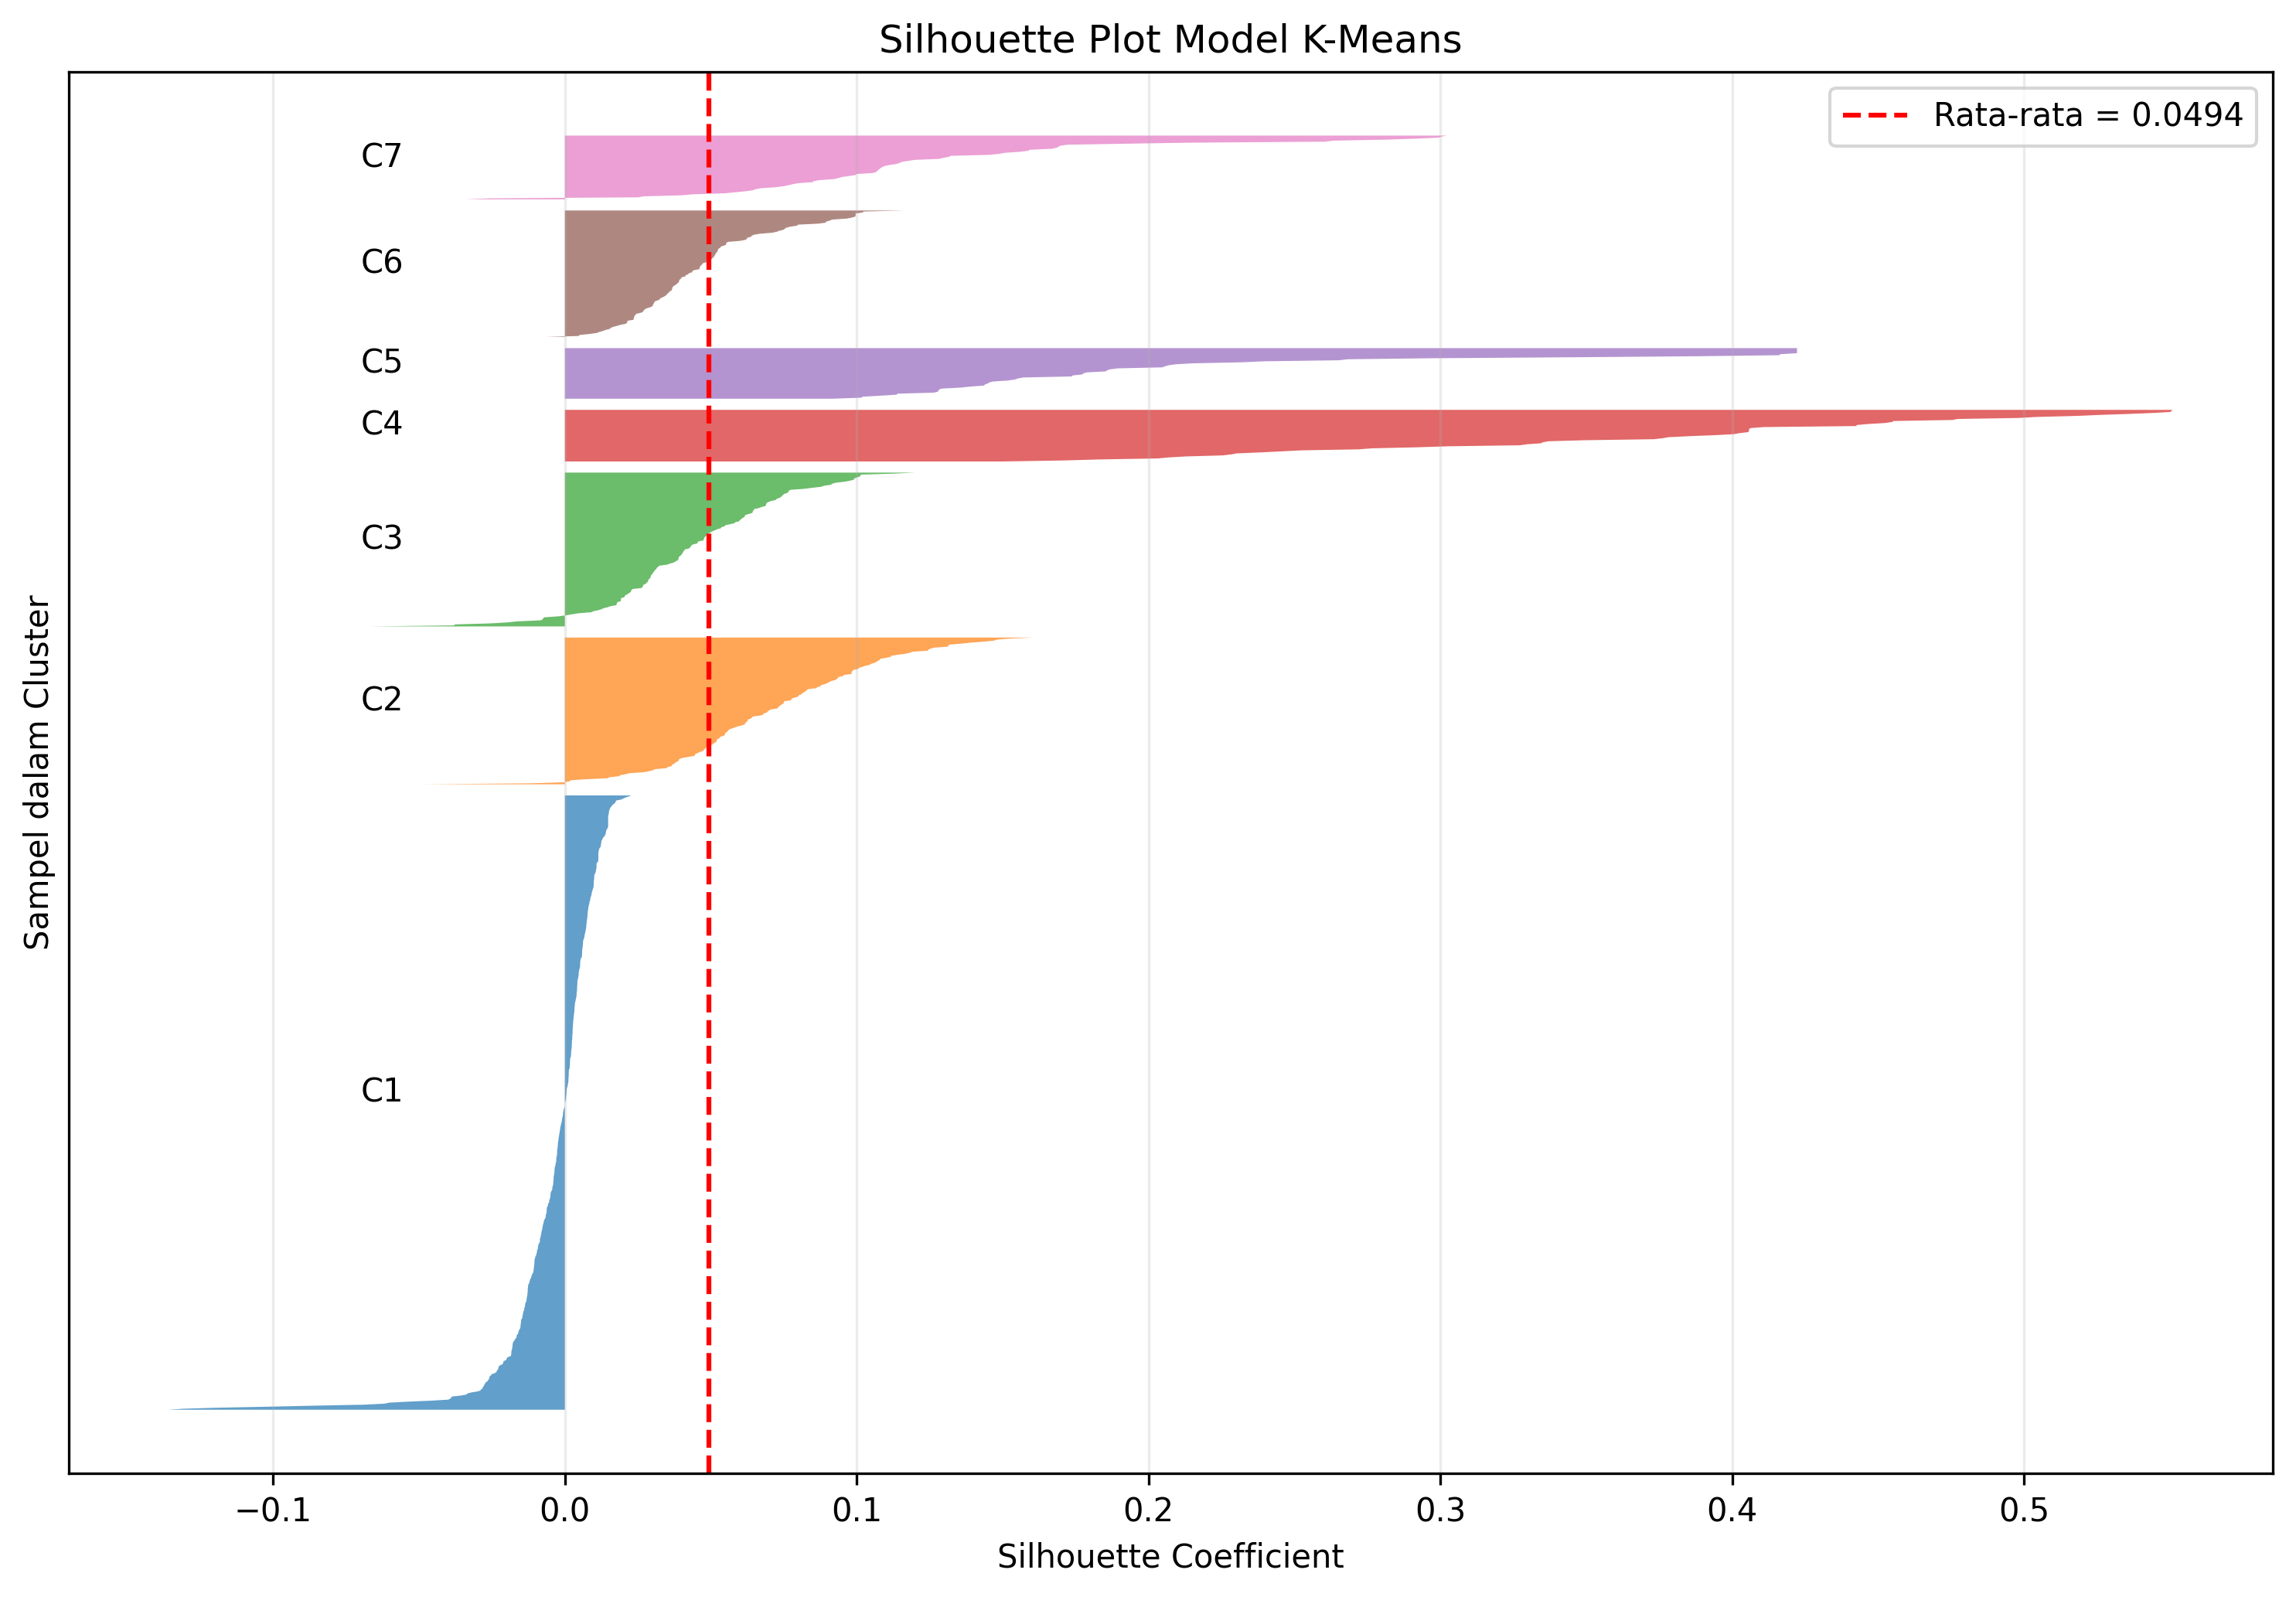 Silhouette Plot Model K-Means
Rata-rata = 0.0494
C7
C6
C5
C4
C3
C2
C1
Sampel dalam Cluster
−0.1 0.0 0.1 0.2 0.3 0.4 0.5
Silhouette Coefficient